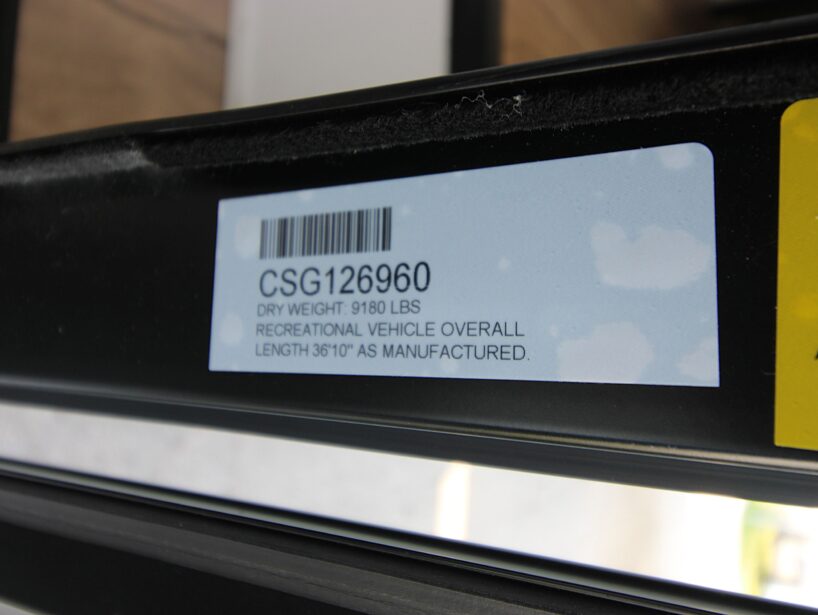 CSG126960
DRY WEIGHT: 9180 LBS
RECREATIONAL VEHICLE OVERALL
LENGTH 36'10" AS MANUFACTURED.